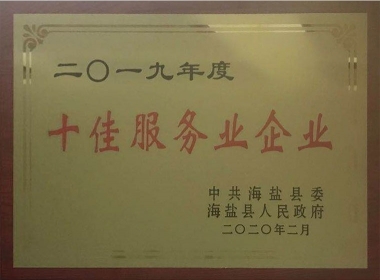 二〇一九年度
十佳服务业企业
中共海盐县委
海盐县人民政府
二〇二〇年二月